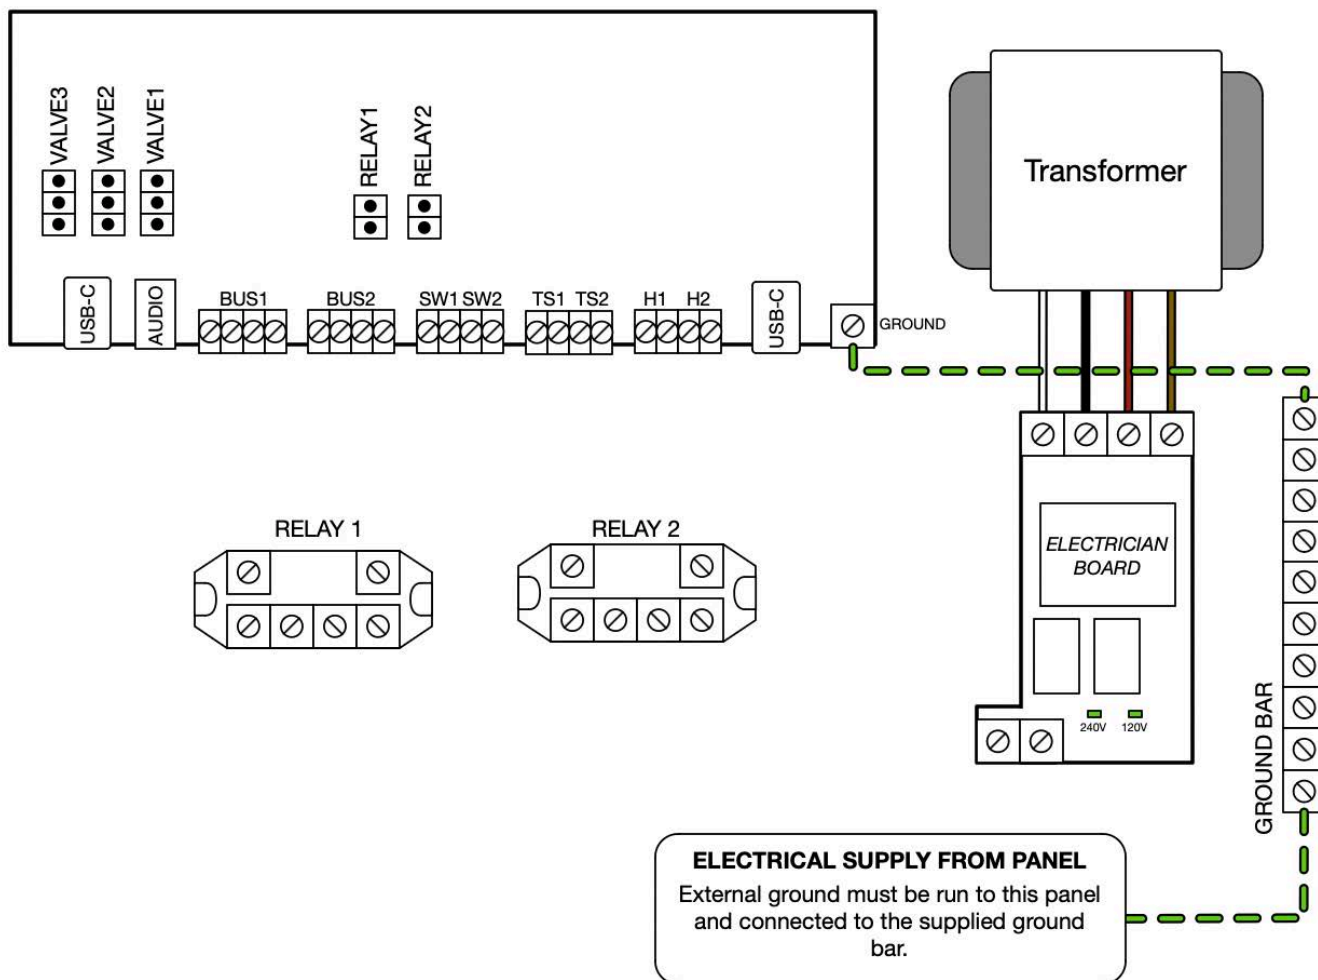 VALVE3
VALVE2
VALVE1
RELAY1
RELAY2
Transformer
USB-C
AUDIO
BUS1
BUS2
SW1 SW2
TS1 TS2
H1 H2
USB-C
GROUND
RELAY 1
RELAY 2
ELECTRICIAN
BOARD
240V 120V
GROUND BAR
ELECTRICAL SUPPLY FROM PANEL
External ground must be run to this panel
and connected to the supplied ground
bar.